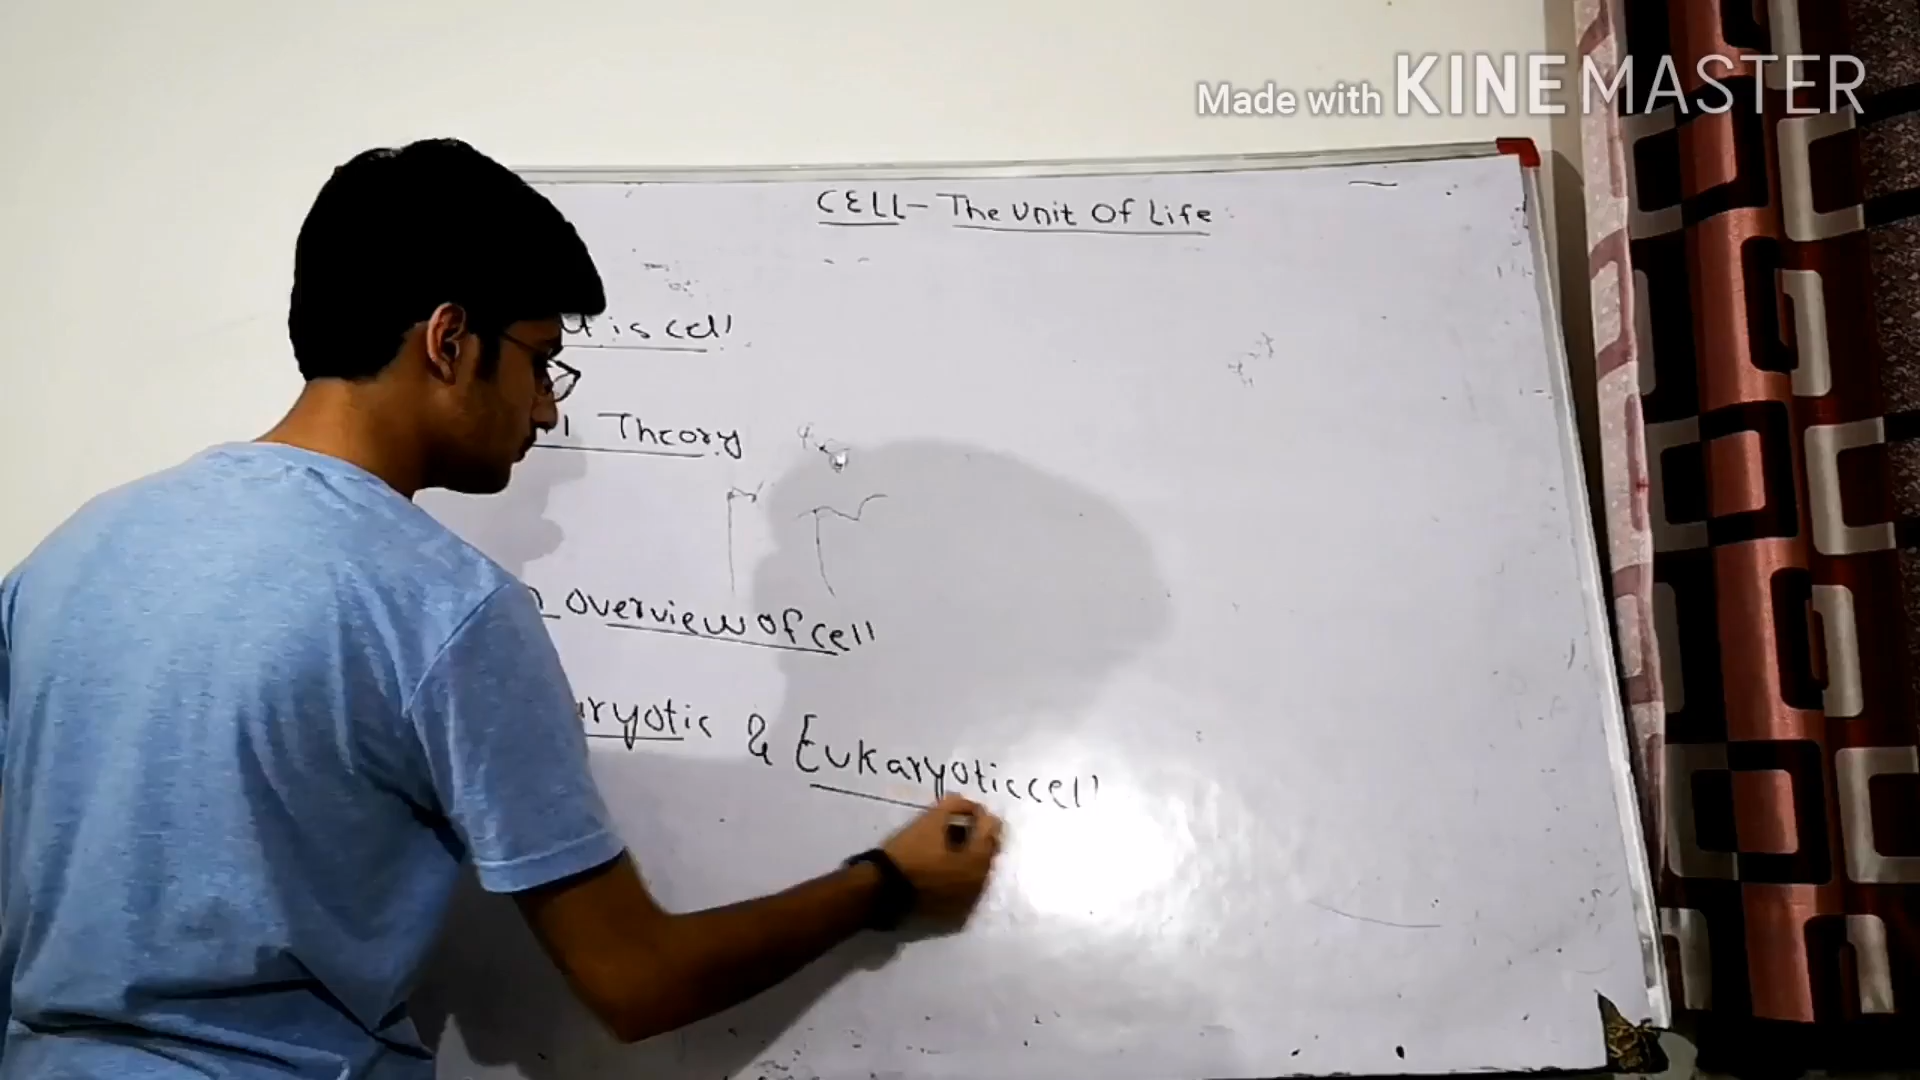 Made with KINEMASTER
CELL- The Unit Of Life
is cell
Theory
overview of cell
& Eukaryotic cell